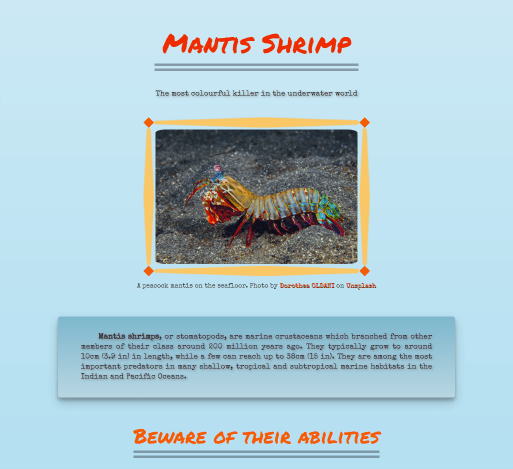 Mantis Shrimp
The most colourful killer in the underwater world
A peacock mantis on the seafloor. Photo by Dorothea OLDANI on Unsplash
Mantis shrimps, or stomatopods, are marine crustaceans which branched from other
members of their class around 200 million years ago. They typically grow to around
10cm (3.9 in) in length, while a few can reach up to 38cm (15 in). They are among the most
important predators in many shallow, tropical and subtropical marine habitats in the
Indian and Pacific Oceans.
Beware of their abilities